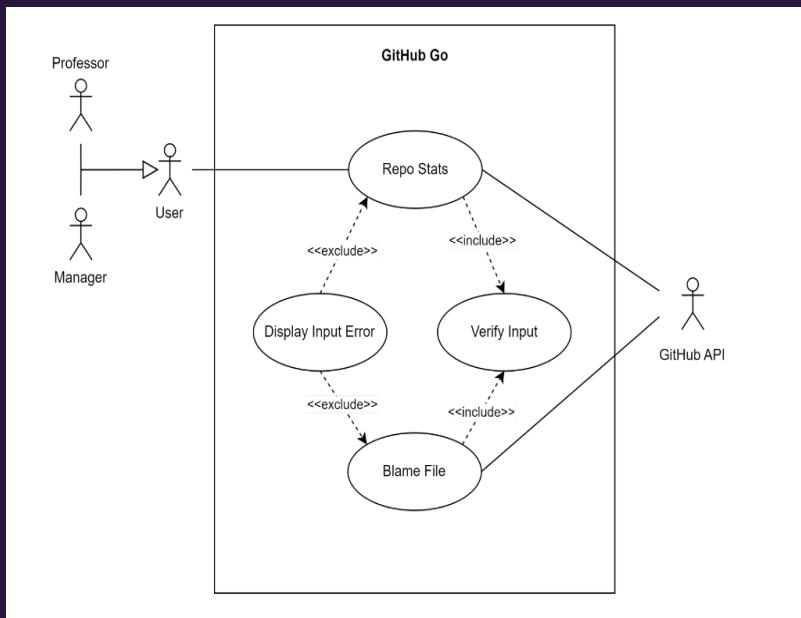 GitHub Go
Professor
Repo Stats
User
<<exclude>>
<<include>>
Manager
Display Input Error
Verify Input
GitHub API
<<exclude>>
<<include>>
Blame File